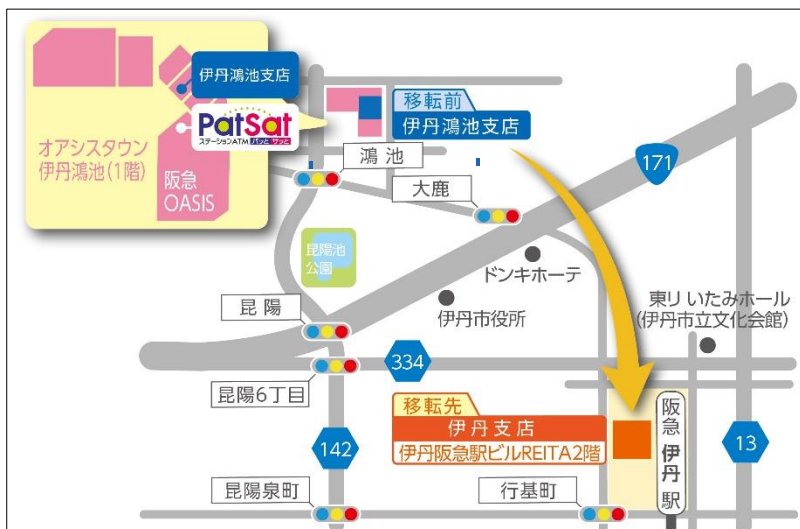 伊丹鴻池支店
PatSat
ステーションATM パッと サッと
オアシスタウン
伊丹鴻池(1階)
阪急
OASIS
移転前
伊丹鴻池支店
鴻池
大鹿
171
昆陽池
公園
ドンキホーテ
昆陽
伊丹市役所
東リ いたみホール
(伊丹市立文化会館)
334
昆陽6丁目
移転先
伊丹支店
伊丹阪急駅ビルREITA2階
阪急 伊丹 駅
142
13
昆陽泉町
行基町